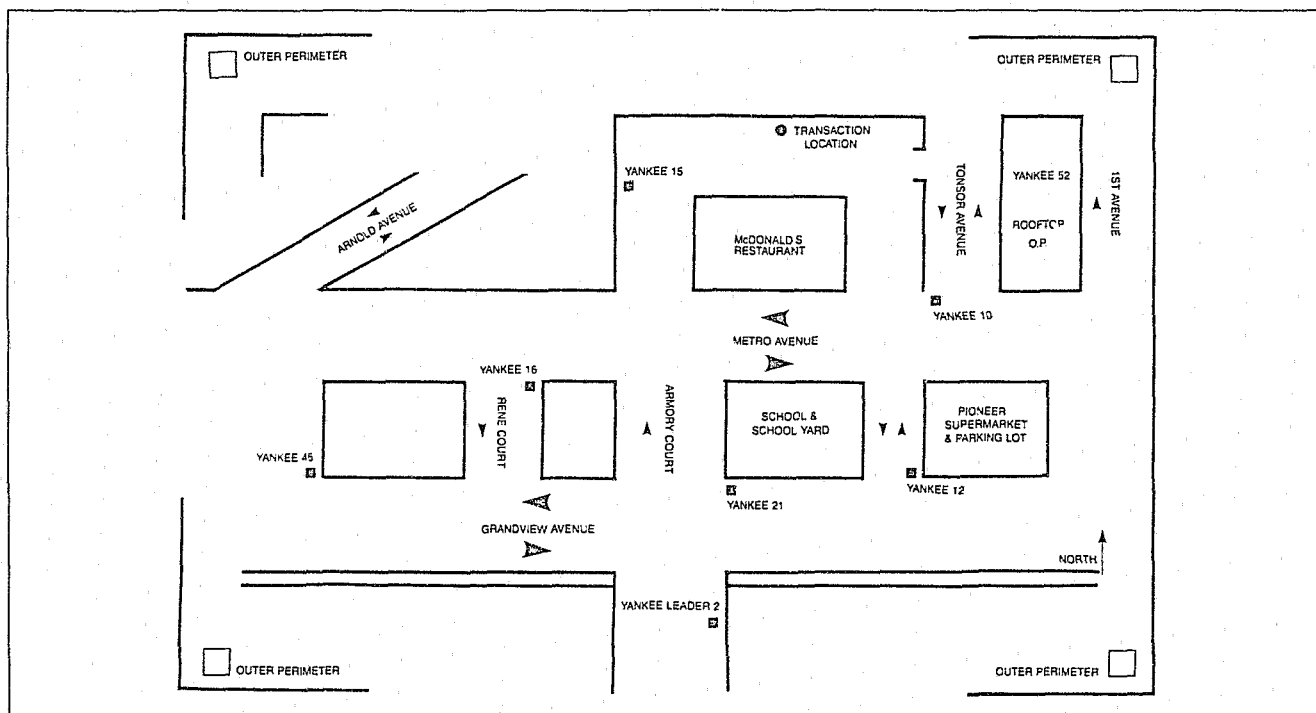 OUTER PERIMETER
OUTER PERIMETER
TRANSACTION
LOCATION
YANKEE 15
YANKEE 52
ROOFTOP
O.P.
TONSOR AVENUE
1ST AVENUE
ARNOLD AVENUE
McDONALDS
RESTAURANT
YANKEE 10
METRO AVENUE
YANKEE 16
RENE COURT
ARMORY COURT
SCHOOL &
SCHOOL YARD
PIONEER
SUPERMARKET
& PARKING LOT
YANKEE 45
YANKEE 21
YANKEE 12
GRANDVIEW AVENUE
NORTH
YANKEE LEADER 2
OUTER PERIMETER
OUTER PERIMETER